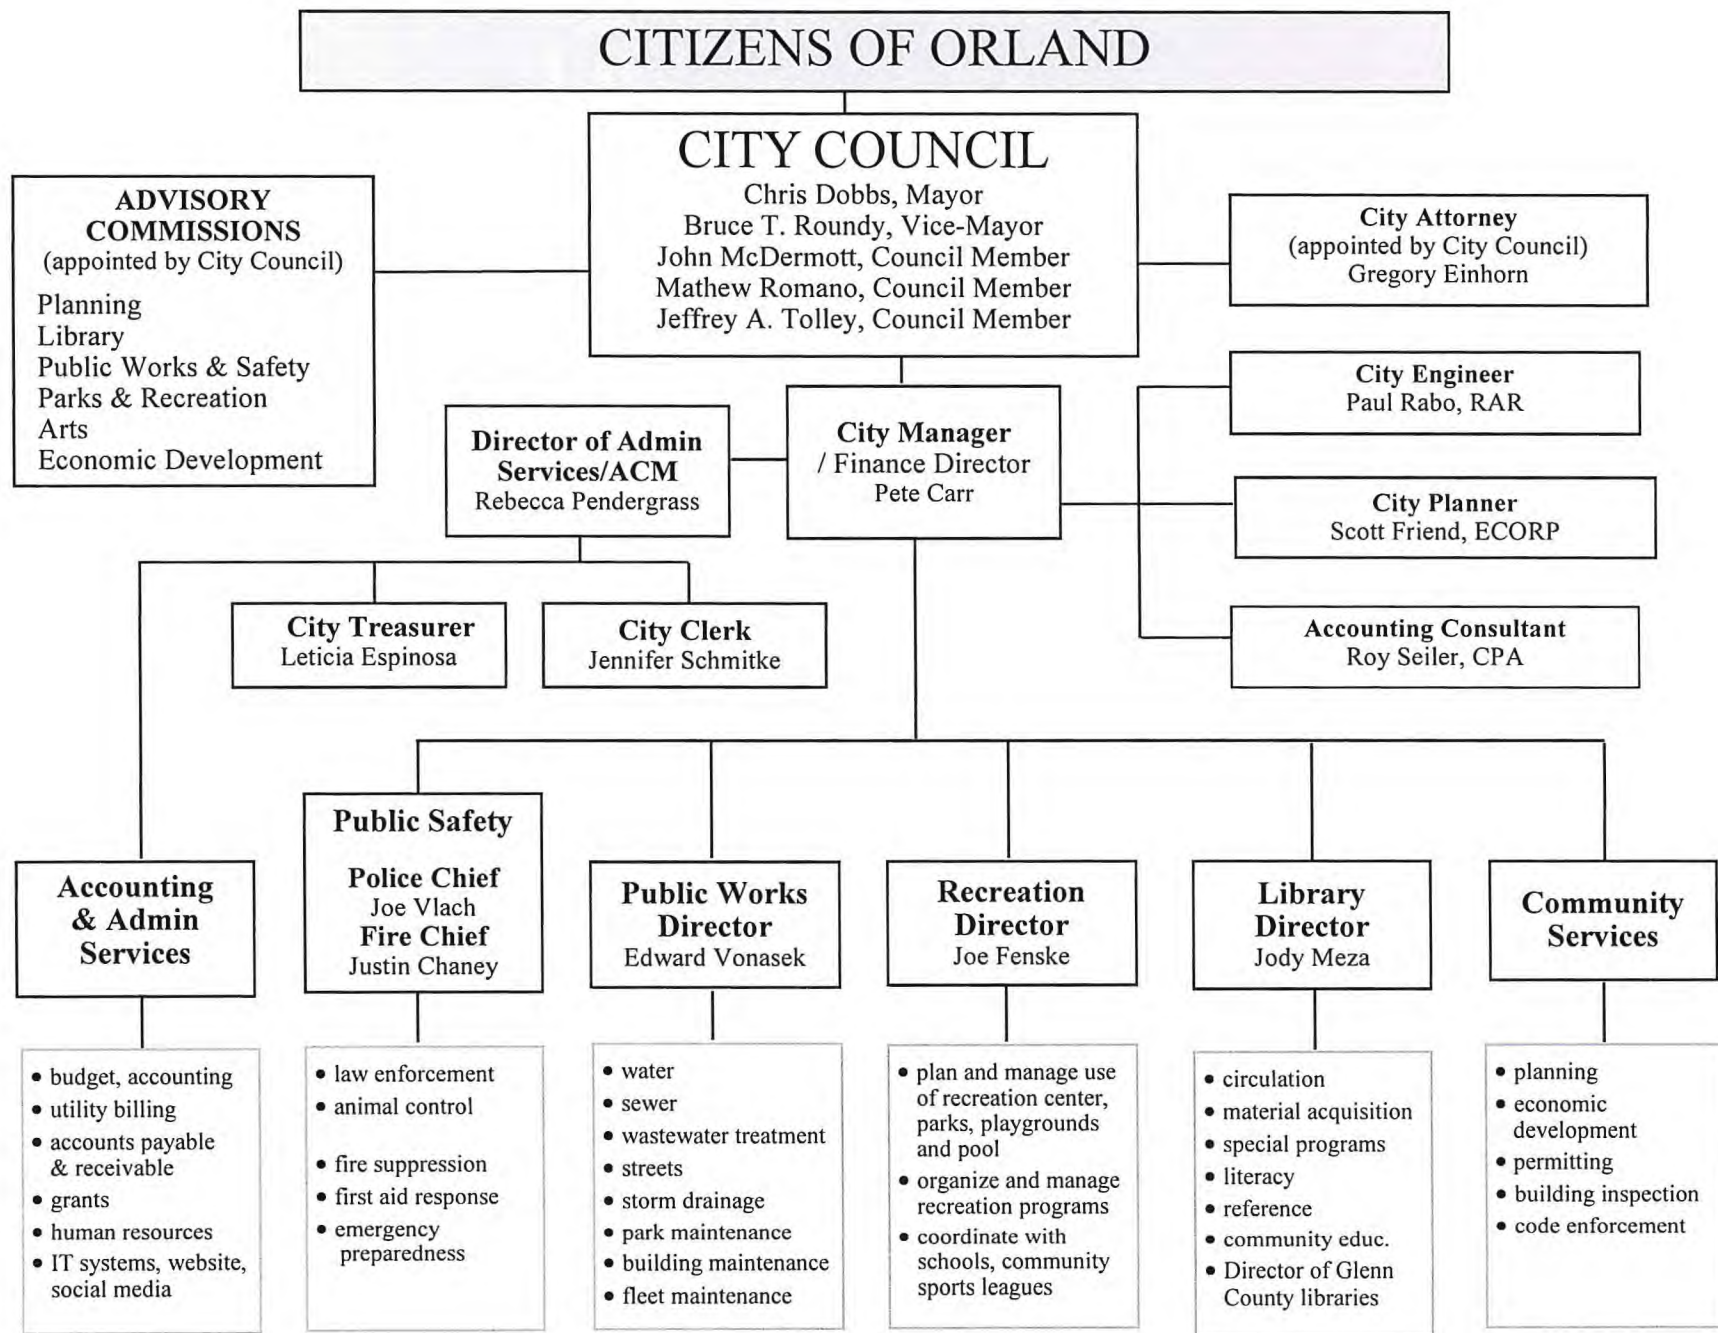 CITIZENS OF ORLAND
CITY COUNCIL
Chris Dobbs, Mayor
Bruce T. Roundy, Vice-Mayor
John McDermott, Council Member
Mathew Romano, Council Member
Jeffrey A. Tolley, Council Member
ADVISORY
COMMISSIONS
(appointed by City Council)
Planning
Library
Public Works & Safety
Parks & Recreation
Arts
Economic Development
City Attorney
(appointed by City Council)
Gregory Einhorn
City Engineer
Paul Rabo, RAR
Director of Admin
Services/ACM
Rebecca Pendergrass
City Manager
/ Finance Director
Pete Carr
City Planner
Scott Friend, ECORP
City Treasurer
Leticia Espinosa
City Clerk
Jennifer Schmitke
Accounting Consultant
Roy Seiler, CPA
Accounting
& Admin
Services
Public Safety
Police Chief
Joe Vlach
Fire Chief
Justin Chaney
Public Works
Director
Edward Vonasek
Recreation
Director
Joe Fenske
Library
Director
Jody Meza
Community
Services
• budget, accounting
• utility billing
• accounts payable
& receivable
• grants
• human resources
• IT systems, website,
social media
• law enforcement
• animal control
• fire suppression
• first aid response
• emergency
preparedness
• water
• sewer
• wastewater treatment
• streets
• storm drainage
• park maintenance
• building maintenance
• fleet maintenance
• plan and manage use
of recreation center,
parks, playgrounds
and pool
• organize and manage
recreation programs
• coordinate with
schools, community
sports leagues
• circulation
• material acquisition
• special programs
• literacy
• reference
• community educ.
• Director of Glenn
County libraries
• planning
• economic
development
• permitting
• building inspection
• code enforcement